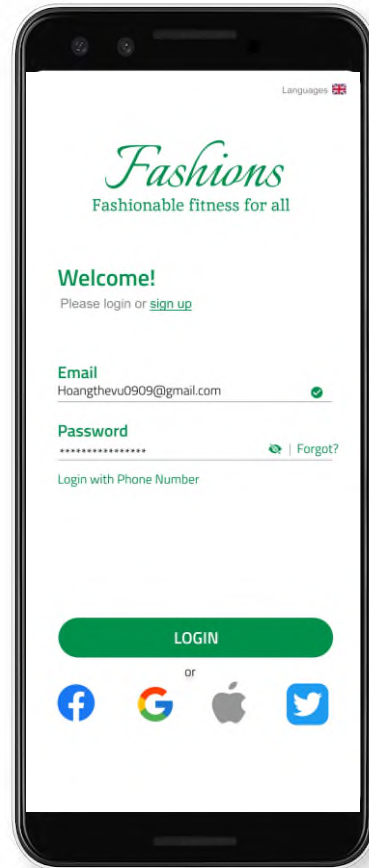 Languages
Fashions
Fashionable fitness for all
Welcome!
Please login or sign up
Email
Hoangthevu0909@gmail.com
Password
**************** | Forgot?
Login with Phone Number
LOGIN
or